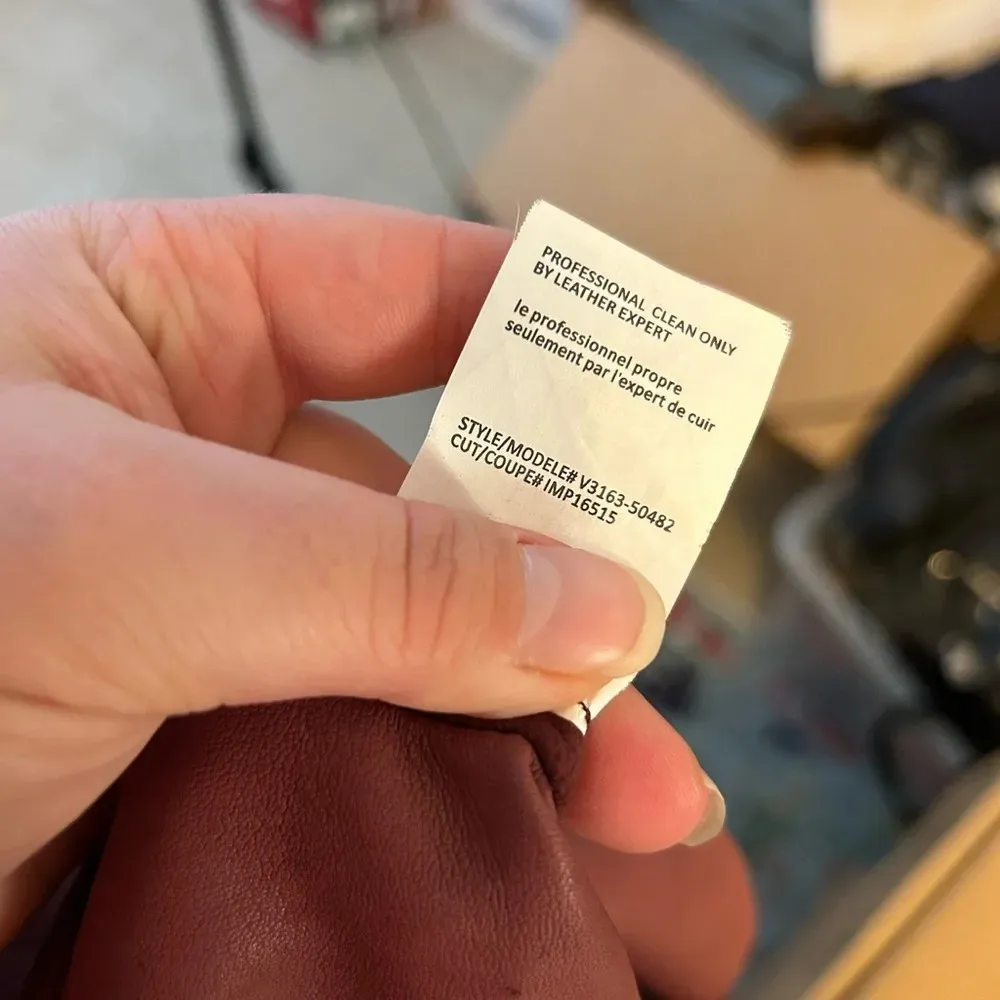 PROFESSIONAL CLEAN ONLY
BY LEATHER EXPERT
le professionnel propre
seulement par l'expert de cuir
STYLE/MODELE# V3163-50482
CUT/COUPE# IMP16515